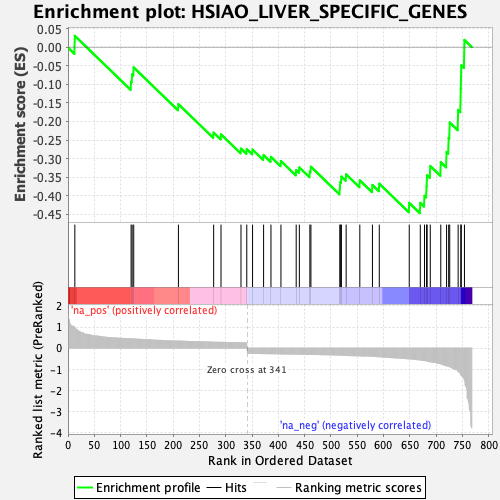 Enrichment plot: HSIAO_LIVER_SPECIFIC_GENES
Enrichment score (ES)
0.05
0.00
-0.05
-0.10
-0.15
-0.20
-0.25
-0.30
-0.35
-0.40
-0.45
'na_pos' (positively correlated)
Ranked list metric (PreRanked)
2
1
0
-1
-2
-3
-4
Zero cross at 341
'na_neg' (negatively correlated)
0 50 100 150 200 250 300 350 400 450 500 550 600 650 700 750 800
Rank in Ordered Dataset
Enrichment profile Hits Ranking metric scores